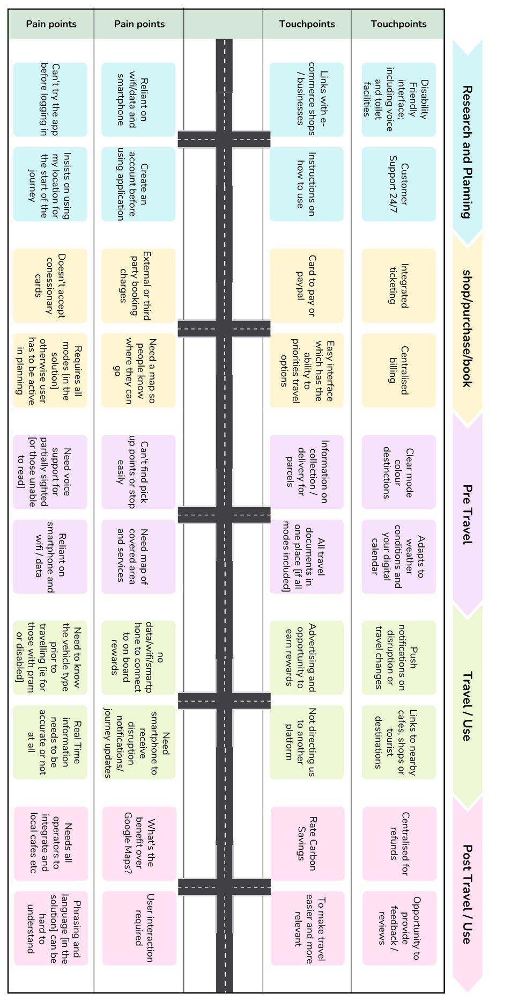 Pain points
Pain points
Touchpoints
Touchpoints
Research and Planning
Disability
Friendly
interface;
including voice
and toilet
facilities
Customer
Support 24/7
Links with e-
commerce shops
/ businesses
Instructions on
how to use
Reliant on
wifi/data and
smartphone
Create an
account before
using application
Can't try the app
before logging in
Insists on using
my location for
the start of the
journey
shop/purchase/book
Integrated
ticketing
Centralised
billing
Card to pay or
paypal
Easy interface
which has the
ability to
priorities travel
options
External or third
party booking
charges
Need a map so
people know
where they can
go
Doesn't accept
conessionary
cards
Requires all
modes [in the
solution]
otherwise user
has to be active
in planning
Pre Travel
Clear mode
colour
destinctions
Adapts to
weather
conditions and
your digital
calendar
Information on
collection /
delivery for
parcels
All travel
documents in
one place [if all
modes included]
Can't find pick
up points or stop
easily
Need map of
covered area
and services
Need voice
support for
partially sighted
[or those unable
to read]
Reliant on
smartphone and
wifi / data
Travel / Use
Push
notifications on
disruption or
travel changes
Links to nearby
cafes, shops or
tourist
destinations
Advertising and
opportunity to
earn rewards
Not directing us
to another
platform
no
data/wifi/smartp
hone to connect
to on board
rewards
Need
smartphone to
receive
disruption
notifications/
journey updates
Need to know
the vehicle type
prior to
travelling [ie for
those with pram
or disabled]
Real Time
information
needs to be
accurate or not
at all
Post Travel / Use
Centralised for
refunds
Opportunity to
provide
feedback /
reviews
Rate Carbon
Savings
To make travel
easier and more
relevant
What's the
benefit over
Google Maps?
User interaction
required
Needs all
operators to
integrate and
local cafes etc
Phrasing and
language [in the
solution] can be
hard to
understand